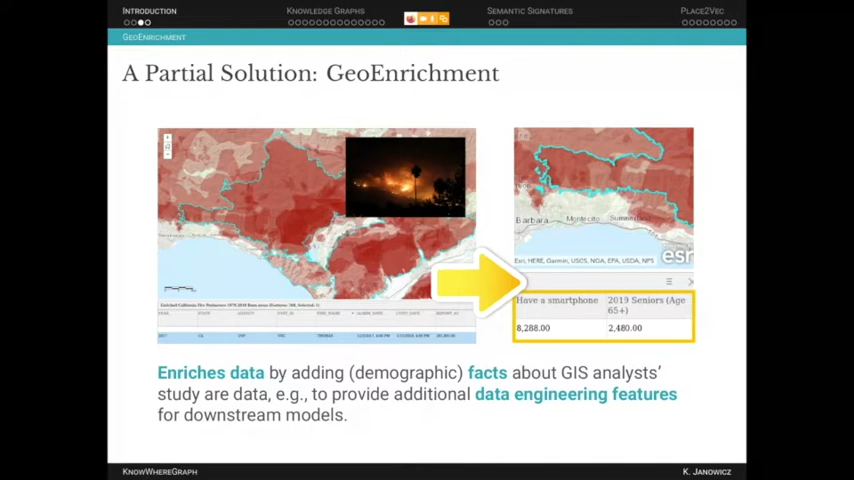 Introduction
Knowledge Graphs
Semantic Signatures
Place2Vec
GeoEnrichment
A Partial Solution: GeoEnrichment
Barbara
Montecito
Summerland
Esri, HERE, Garmin, USGS, NGA, EPA, USDA, NPS
esri
Have a smartphone
2019 Seniors (Age 65+)
8,288.00
2,480.00
Enriches data by adding (demographic) facts about GIS analysts'
study are data, e.g., to provide additional data engineering features
for downstream models.
KnowWhereGraph
K. Janowicz